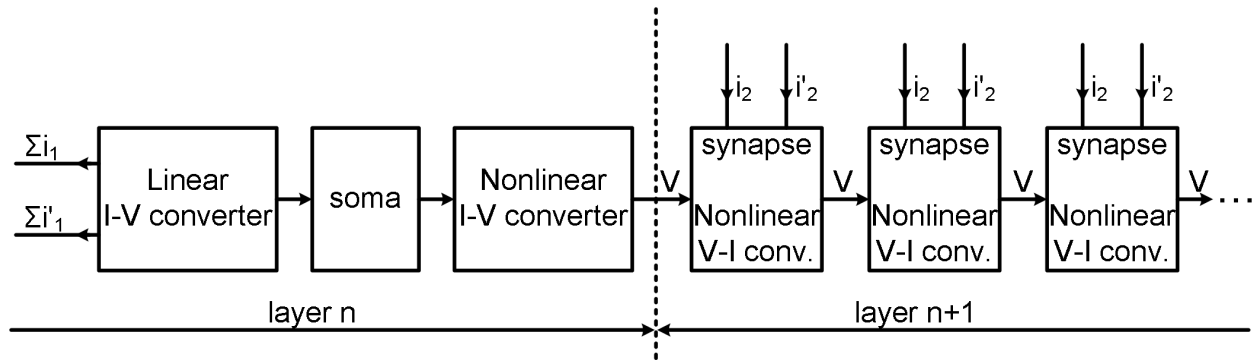 i₂ i'₂ i₂ i'₂ i₂ i'₂
Σi₁
Σi'₁
Linear
I-V converter
soma
Nonlinear
I-V converter
V
synapse
Nonlinear
V-I conv.
V
synapse
Nonlinear
V-I conv.
V
synapse
Nonlinear
V-I conv.
V
...
layer n
layer n+1